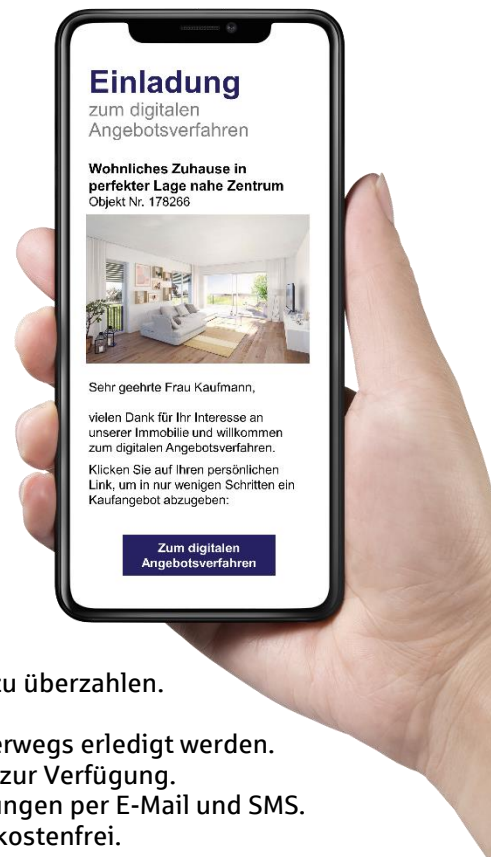 Einladung
zum digitalen
Angebotsverfahren
Wohnliches Zuhause in
perfekter Lage nahe Zentrum
Objekt Nr. 178266
Sehr geehrte Frau Kaufmann,
vielen Dank für Ihr Interesse an
unserer Immobilie und willkommen
zum digitalen Angebotsverfahren.
Klicken Sie auf Ihren persönlichen
Link, um in nur wenigen Schritten ein
Kaufangebot abzugeben:
Zum digitalen
Angebotsverfahren
zu überzahlen.
erwegs erledigt werden.
zur Verfügung.
ungen per E-Mail und SMS.
kostenfrei.